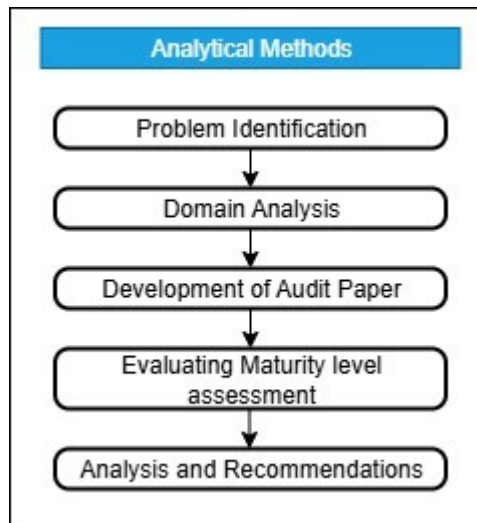 Analytical Methods
Problem Identification
Domain Analysis
Development of Audit Paper
Evaluating Maturity level
assessment
Analysis and Recommendations